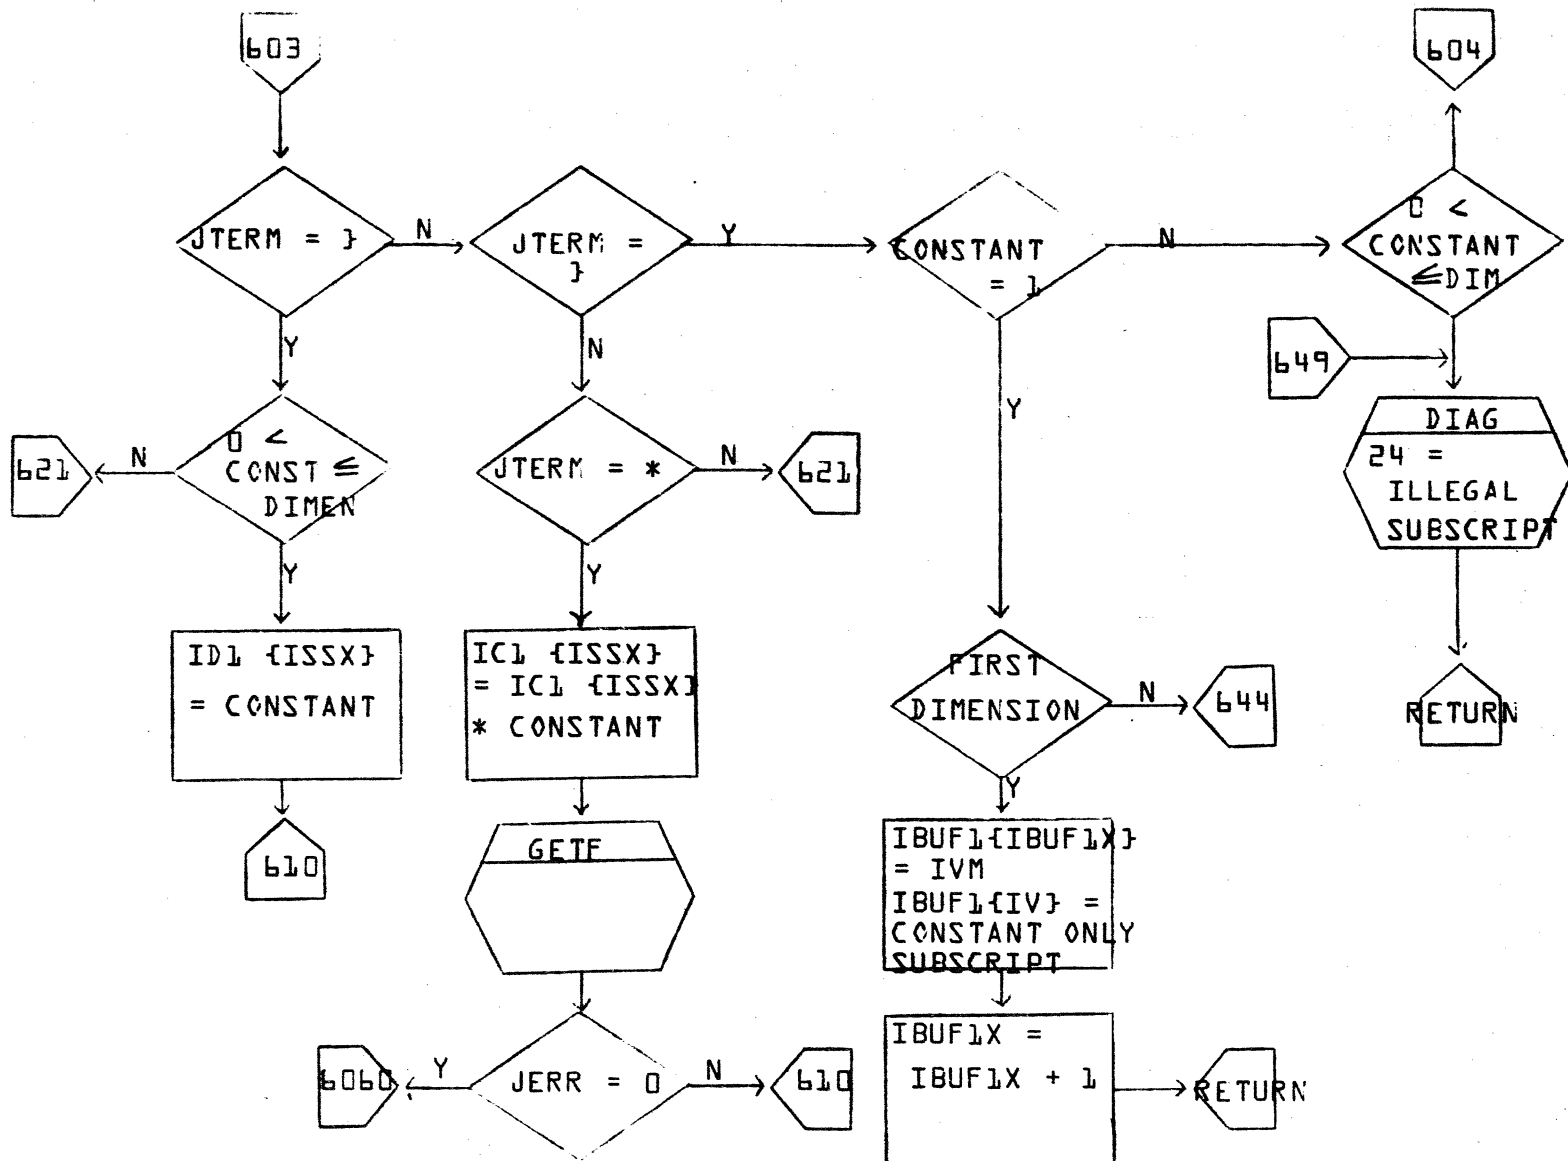 603
604
JTERM = }
N
JTERM =
}
Y
CONSTANT
= 1
N
0 <
CONSTANT
≤DIM
Y
N
Y
649
0 <
CONST ≤
DIMEN
N
621
JTERM = *
N
621
DIAG
24 =
ILLEGAL
SUBSCRIPT
Y
Y
ID1 {ISSX}
= CONSTANT
IC1 {ISSX}
= IC1 {ISSX}
* CONSTANT
FIRST
DIMENSION
N
644
RETURN
Y
610
GETF
IBUF1{IBUF1X}
= IVM
IBUF1{IV} =
CONSTANT ONLY
SUBSCRIPT
6060
Y
JERR = 0
N
610
IBUF1X =
IBUF1X + 1
RETURN